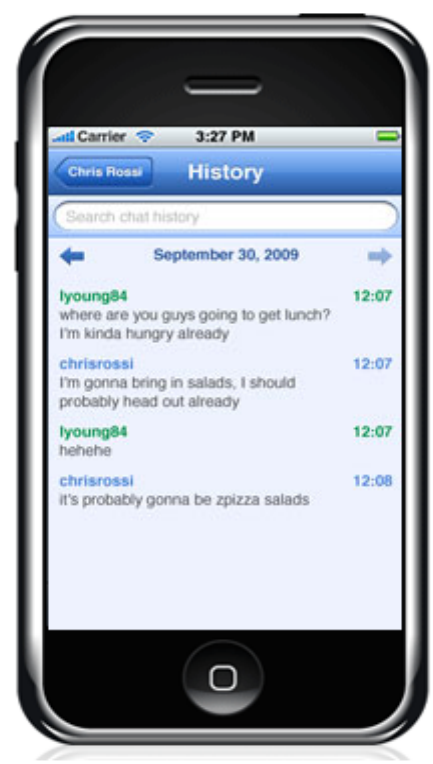 Carrier 3:27 PM
Chris Rossi History
Search chat history
September 30, 2009
lyoung84 12:07
where are you guys going to get lunch?
I'm kinda hungry already
chrisrossi 12:07
I'm gonna bring in salads, I should
probably head out already
lyoung84 12:07
hehehe
chrisrossi 12:08
it's probably gonna be zpizza salads